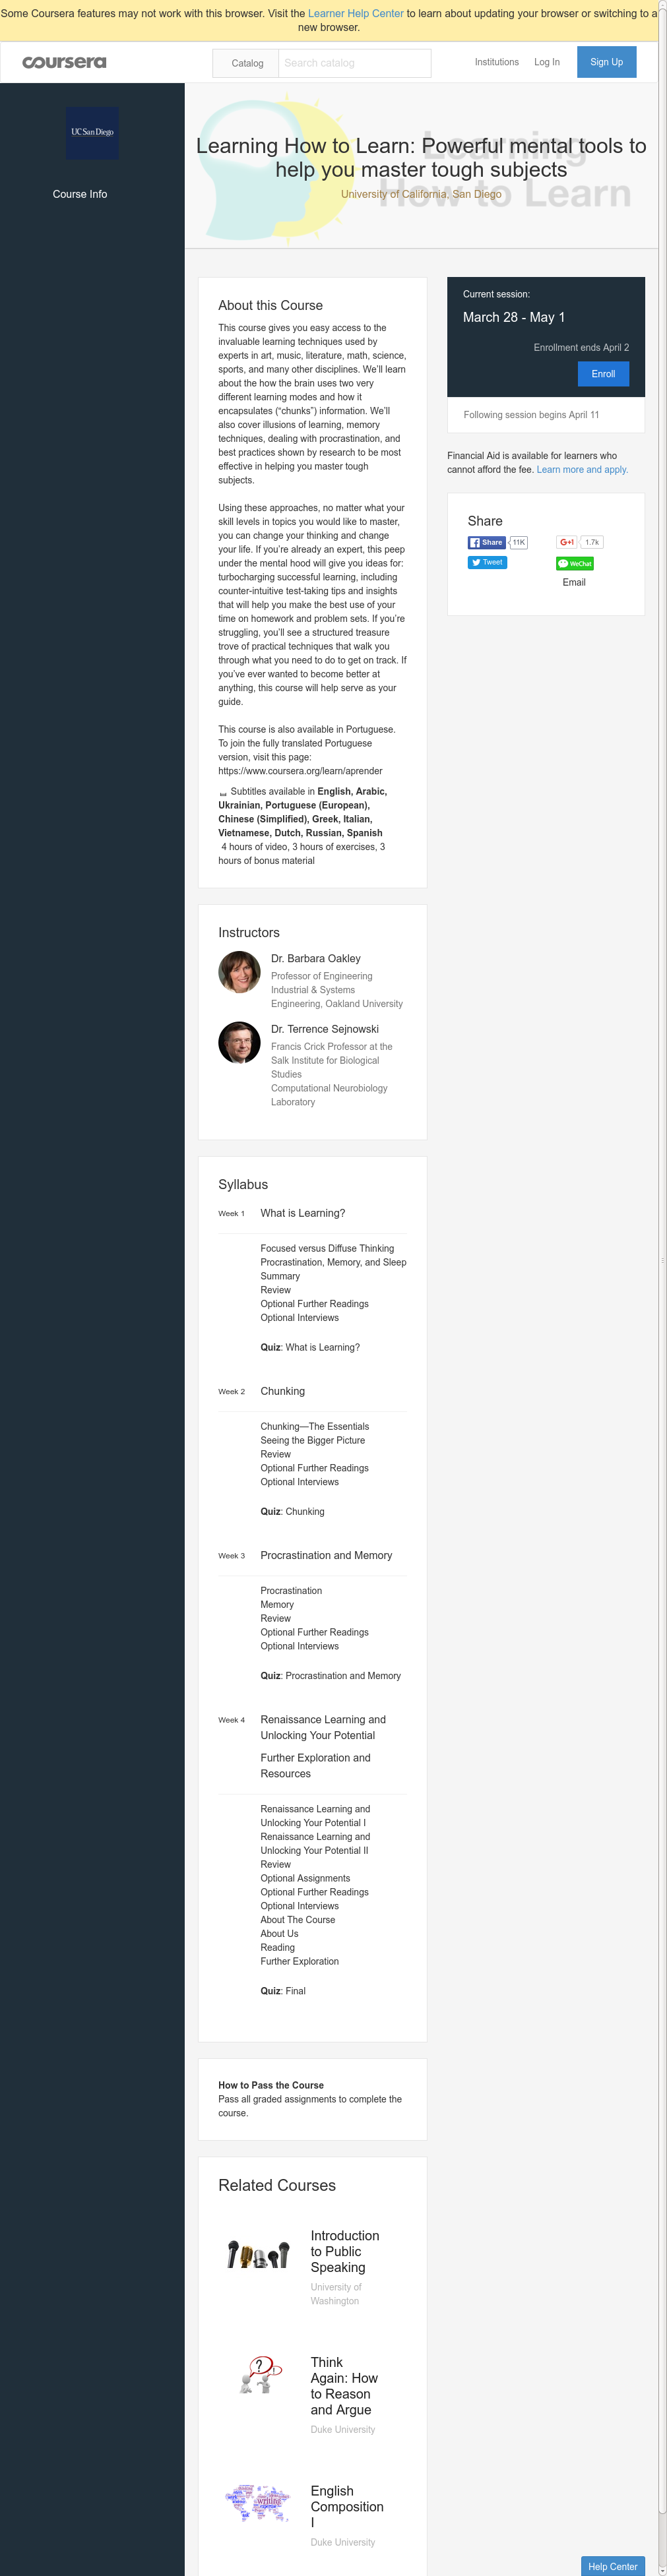 Some Coursera features may not work with this browser. Visit the Learner Help Center to learn about updating your browser or switching to a
new browser.
coursera
Catalog
Search catalog
Institutions
Log In
Sign Up
UC San Diego
Course Info
Learning
How to Learn
Learning How to Learn: Powerful mental tools to
help you master tough subjects
University of California, San Diego
About this Course
This course gives you easy access to the
invaluable learning techniques used by
experts in art, music, literature, math, science,
sports, and many other disciplines. We'll learn
about the how the brain uses two very
different learning modes and how it
encapsulates ("chunks") information. We'll
also cover illusions of learning, memory
techniques, dealing with procrastination, and
best practices shown by research to be most
effective in helping you master tough
subjects.
Using these approaches, no matter what your
skill levels in topics you would like to master,
you can change your thinking and change
your life. If you're already an expert, this peep
under the mental hood will give you ideas for:
turbocharging successful learning, including
counter-intuitive test-taking tips and insights
that will help you make the best use of your
time on homework and problem sets. If you're
struggling, you'll see a structured treasure
trove of practical techniques that walk you
through what you need to do to get on track. If
you've ever wanted to become better at
anything, this course will help serve as your
guide.
This course is also available in Portuguese.
To join the fully translated Portuguese
version, visit this page:
https://www.coursera.org/learn/aprender
Subtitles available in English, Arabic,
Ukrainian, Portuguese (European),
Chinese (Simplified), Greek, Italian,
Vietnamese, Dutch, Russian, Spanish
4 hours of video, 3 hours of exercises, 3
hours of bonus material
Current session:
March 28 - May 1
Enrollment ends April 2
Enroll
Following session begins April 11
Financial Aid is available for learners who
cannot afford the fee. Learn more and apply.
Share
Share 11K
G+1 1.7k
Tweet
WeChat
Email
Instructors
Dr. Barbara Oakley
Professor of Engineering
Industrial & Systems
Engineering, Oakland University
Dr. Terrence Sejnowski
Francis Crick Professor at the
Salk Institute for Biological
Studies
Computational Neurobiology
Laboratory
Syllabus
Week 1 What is Learning?
Focused versus Diffuse Thinking
Procrastination, Memory, and Sleep
Summary
Review
Optional Further Readings
Optional Interviews
Quiz: What is Learning?
Week 2 Chunking
Chunking—The Essentials
Seeing the Bigger Picture
Review
Optional Further Readings
Optional Interviews
Quiz: Chunking
Week 3 Procrastination and Memory
Procrastination
Memory
Review
Optional Further Readings
Optional Interviews
Quiz: Procrastination and Memory
Week 4 Renaissance Learning and
Unlocking Your Potential
Further Exploration and
Resources
Renaissance Learning and
Unlocking Your Potential I
Renaissance Learning and
Unlocking Your Potential II
Review
Optional Assignments
Optional Further Readings
Optional Interviews
About The Course
About Us
Reading
Further Exploration
Quiz: Final
How to Pass the Course
Pass all graded assignments to complete the
course.
Related Courses
Introduction
to Public
Speaking
University of
Washington
?
!
Think
Again: How
to Reason
and Argue
Duke University
writing
English
Composition
I
Duke University
Help Center